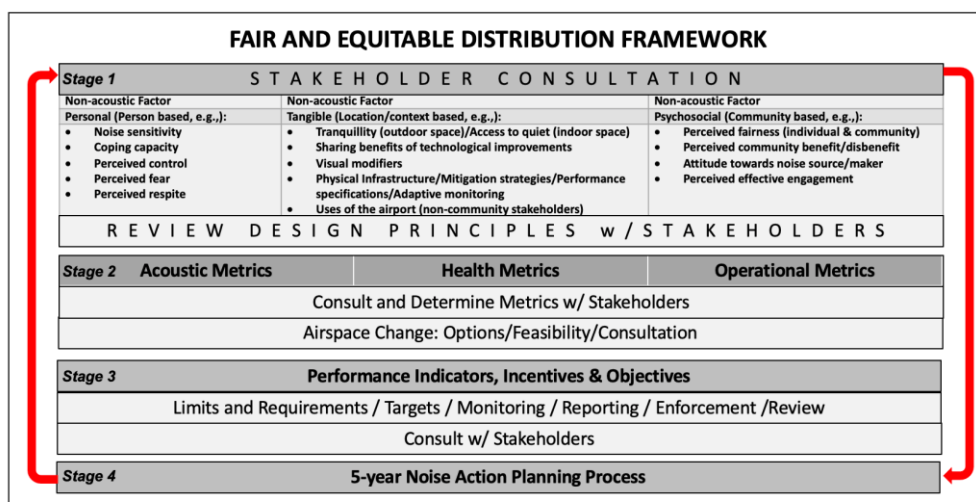 FAIR AND EQUITABLE DISTRIBUTION FRAMEWORK
Stage 1 STAKEHOLDER CONSULTATION
Non-acoustic Factor
Personal (Person based, e.g.,):
• Noise sensitivity
• Coping capacity
• Perceived control
• Perceived fear
• Perceived respite
Non-acoustic Factor
Tangible (Location/context based, e.g.,):
• Tranquillity (outdoor space)/Access to quiet (indoor space)
• Sharing benefits of technological improvements
• Visual modifiers
• Physical Infrastructure/Mitigation strategies/Performance
specifications/Adaptive monitoring
• Uses of the airport (non-community stakeholders)
Non-acoustic Factor
Psychosocial (Community based, e.g.,):
• Perceived fairness (individual & community)
• Perceived community benefit/disbenefit
• Attitude towards noise source/maker
• Perceived effective engagement
REVIEW DESIGN PRINCIPLES w/STAKEHOLDERS
Stage 2 Acoustic Metrics Health Metrics Operational Metrics
Consult and Determine Metrics w/ Stakeholders
Airspace Change: Options/Feasibility/Consultation
Stage 3 Performance Indicators, Incentives & Objectives
Limits and Requirements / Targets / Monitoring / Reporting / Enforcement /Review
Consult w/ Stakeholders
Stage 4 5-year Noise Action Planning Process